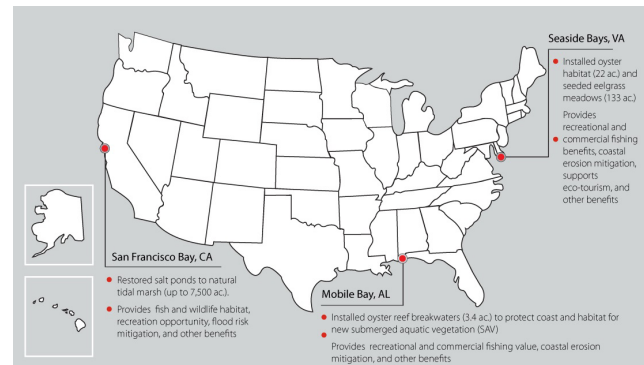 Seaside Bays, VA
Installed oyster
habitat (22 ac.) and
seeded eelgrass
meadows (133 ac.)
Provides
recreational and
commercial fishing
benefits, coastal
erosion mitigation,
supports
eco-tourism, and
other benefits
San Francisco Bay, CA
Restored salt ponds to natural
tidal marsh (up to 7,500 ac.).
Provides fish and wildlife habitat,
recreation opportunity, flood risk
mitigation, and other benefits
Mobile Bay, AL
Installed oyster reef breakwaters (3.4 ac.) to protect coast and habitat for
new submerged aquatic vegetation (SAV)
Provides recreational and commercial fishing value, coastal erosion
mitigation, and other benefits